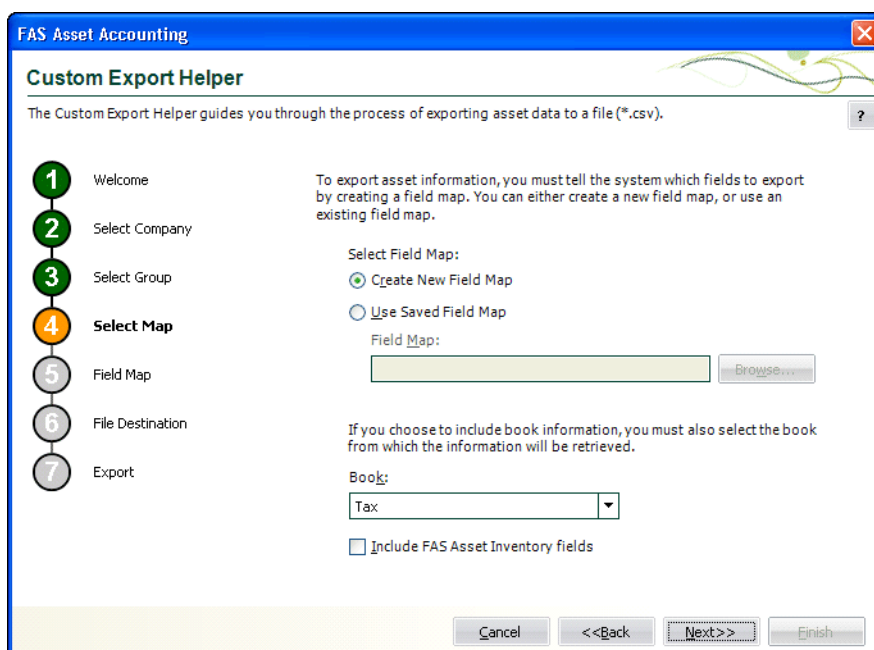 FAS Asset Accounting
Custom Export Helper
The Custom Export Helper guides you through the process of exporting asset data to a file (*.csv).
?
1 Welcome
2 Select Company
3 Select Group
4 Select Map
5 Field Map
6 File Destination
7 Export
To export asset information, you must tell the system which fields to export
by creating a field map. You can either create a new field map, or use an
existing field map.
Select Field Map:
Create New Field Map
Use Saved Field Map
Field Map:
Browse...
If you choose to include book information, you must also select the book
from which the information will be retrieved.
Book:
Tax
Include FAS Asset Inventory fields
Cancel <<Back Next>> Finish